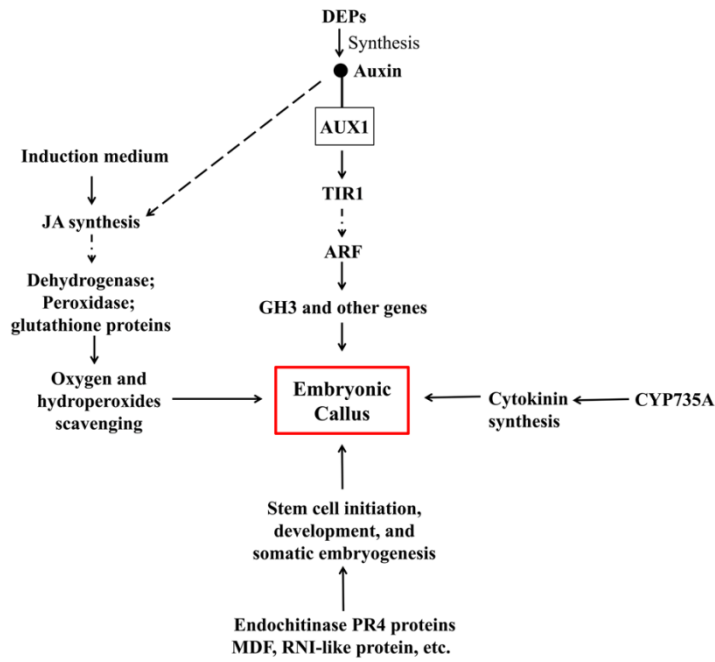 DEPs
Synthesis
Auxin
AUX1
Induction medium
TIR1
JA synthesis
ARF
Dehydrogenase;
Peroxidase;
glutathione proteins
GH3 and other genes
Oxygen and
hydroperoxides
scavenging
Embryonic
Callus
Cytokinin
synthesis
CYP735A
Stem cell initiation,
development, and
somatic embryogenesis
Endochitinase PR4 proteins
MDF, RNI-like protein, etc.